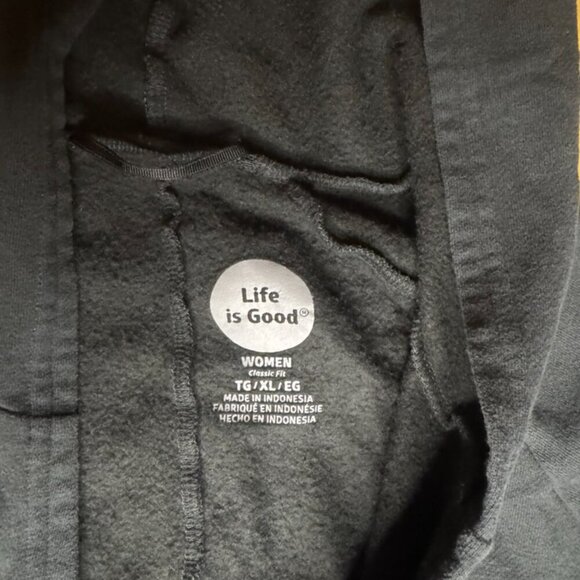 Life
is Good®
WOMEN
Classic Fit
TG/XL/EG
MADE IN INDONESIA
FABRIQUÉ EN INDONÉSIE
HECHO EN INDONESIA